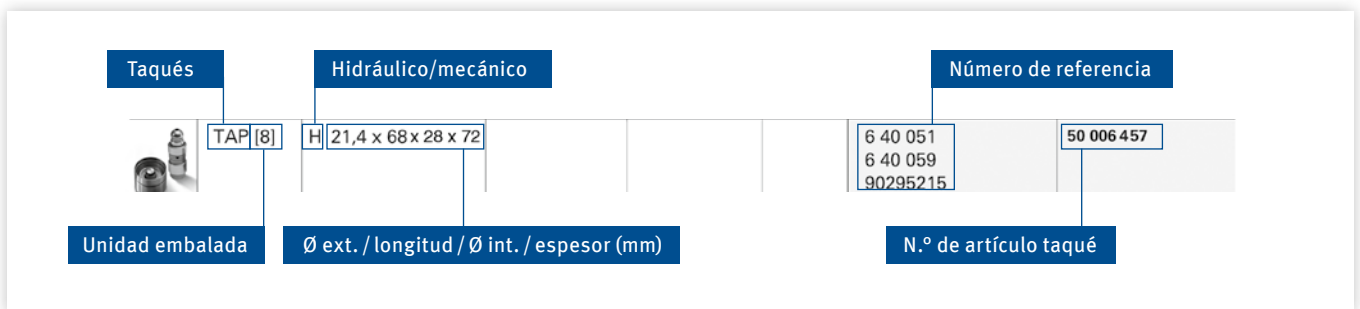 Taqués
Hidráulico/mecánico
Número de referencia
TAP [8] H 21,4 x 68 x 28 x 72 6 40 051 50 006 457
6 40 059
90295215
Unidad embalada
Ø ext. / longitud / Ø int. / espesor (mm)
N.º de artículo taqué